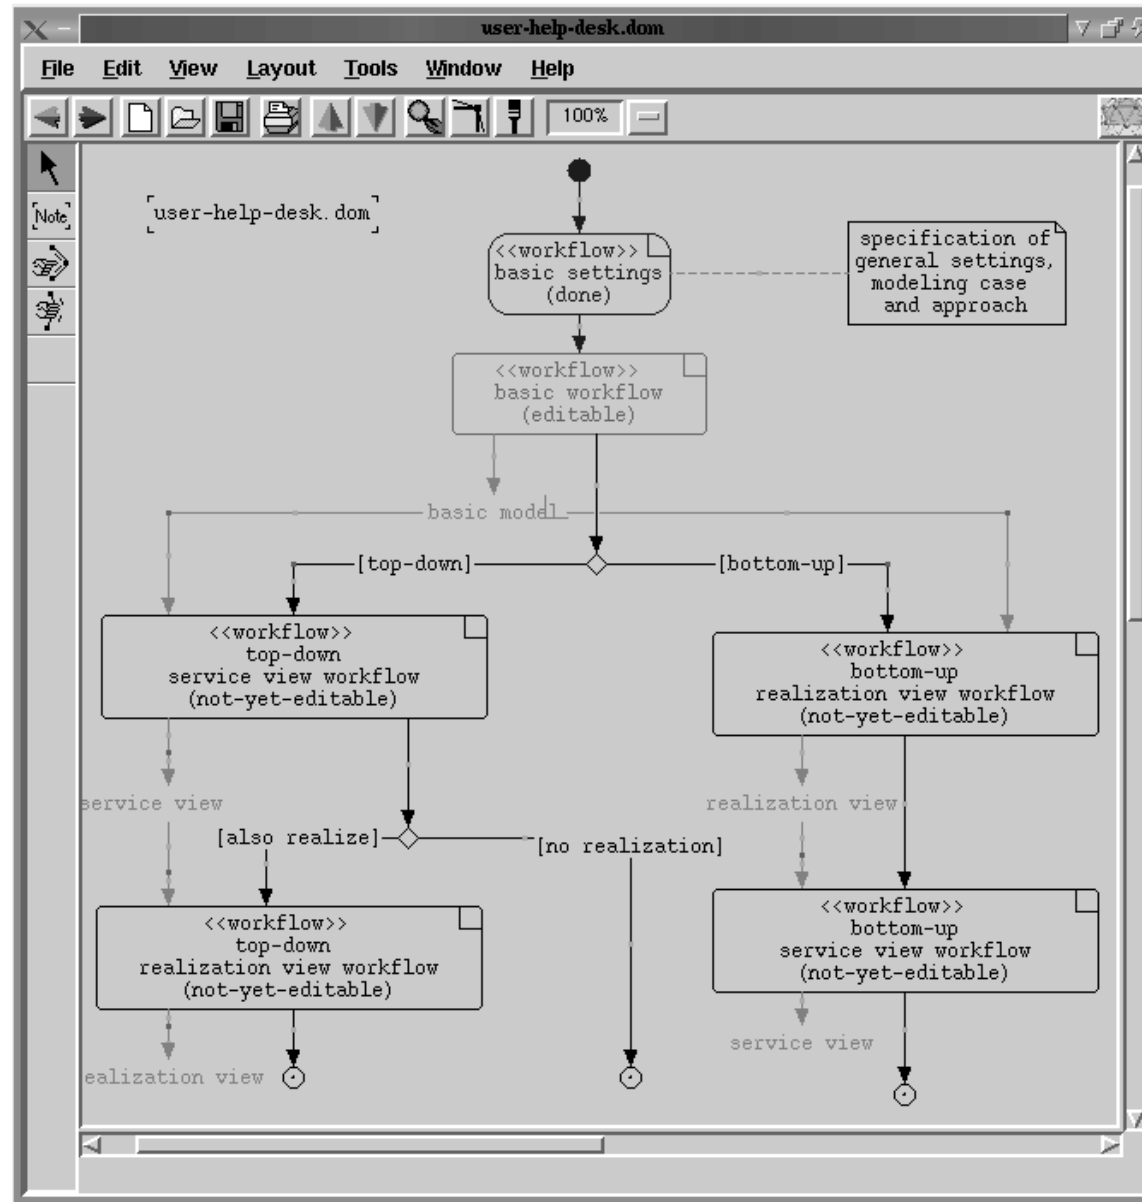 user-help-desk.dom
File Edit View Layout Tools Window Help
100%
[Note]
user-help-desk.dom
<<workflow>>
basic settings
(done)
specification of
general settings,
modeling case
and approach
<<workflow>>
basic workflow
(editable)
basic model
[top-down]
[bottom-up]
<<workflow>>
top-down
service view workflow
(not-yet-editable)
<<workflow>>
bottom-up
realization view workflow
(not-yet-editable)
service view
realization view
[also realize]
[no realization]
<<workflow>>
top-down
realization view workflow
(not-yet-editable)
<<workflow>>
bottom-up
service view workflow
(not-yet-editable)
service view
ealization view